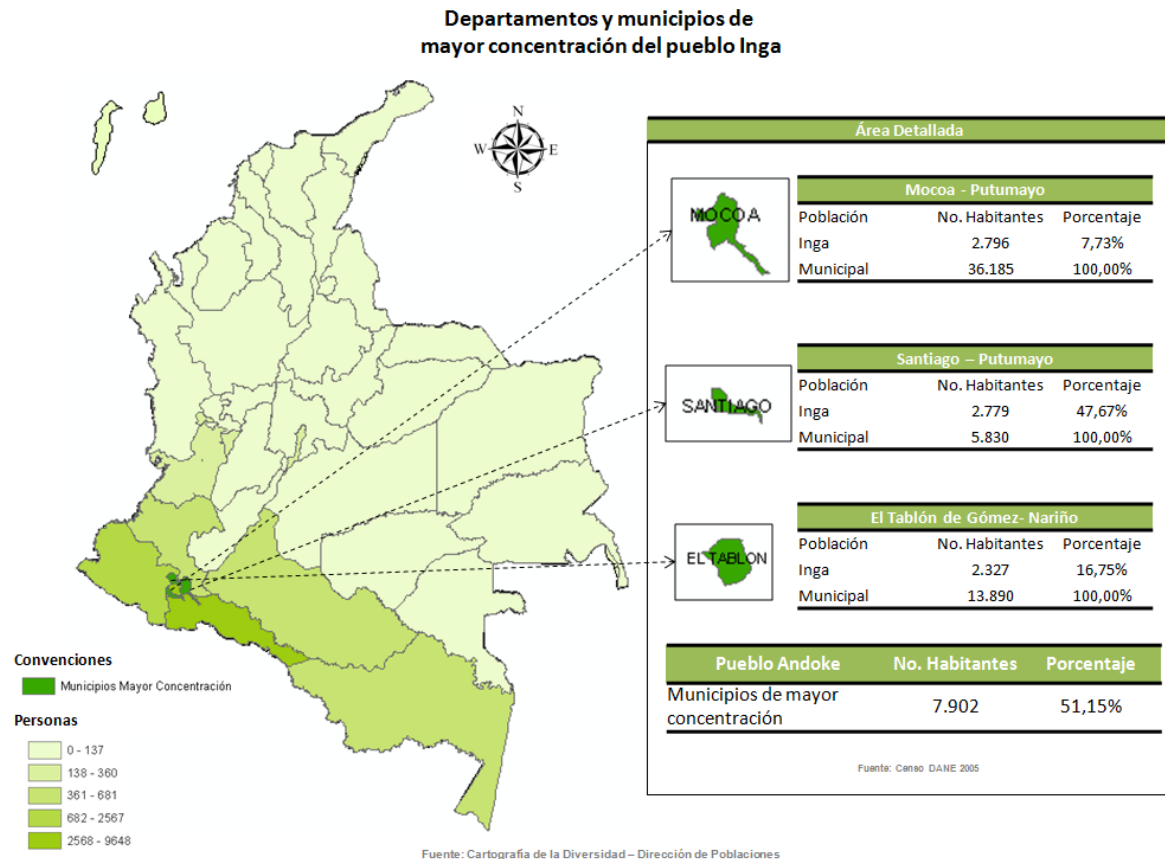 Departamentos y municipios de
mayor concentración del pueblo Inga
N
W E
S
Área Detallada
MOCOA
Mocoa - Putumayo
Población No. Habitantes Porcentaje
Inga 2.796 7,73%
Municipal 36.185 100,00%
SANTIAGO
Santiago – Putumayo
Población No. Habitantes Porcentaje
Inga 2.779 47,67%
Municipal 5.830 100,00%
EL TABLON
El Tablón de Gómez- Nariño
Población No. Habitantes Porcentaje
Inga 2.327 16,75%
Municipal 13.890 100,00%
Pueblo Andoke No. Habitantes Porcentaje
Municipios de mayor
concentración 7.902 51,15%
Fuente: Censo DANE 2005
Convenciones
Municipios Mayor Concentración
Personas
0 - 137
138 - 360
361 - 681
682 - 2567
2568 - 9648
Fuente: Cartografía de la Diversidad – Dirección de Poblaciones